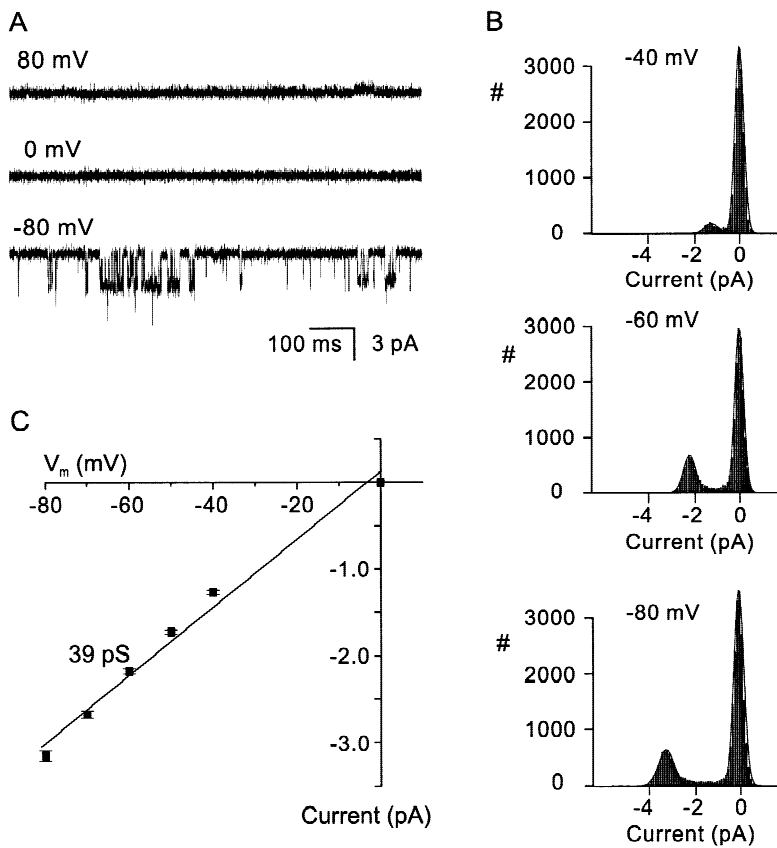 A
80 mV
0 mV
-80 mV
100 ms
3 pA
B
-40 mV
#
3000
2000
1000
0
-4 -2 0
Current (pA)
-60 mV
#
3000
2000
1000
0
-4 -2 0
Current (pA)
-80 mV
#
3000
2000
1000
0
-4 -2 0
Current (pA)
C
Vm (mV)
-80 -60 -40 -20
-1.0
-2.0
-3.0
39 pS
Current (pA)